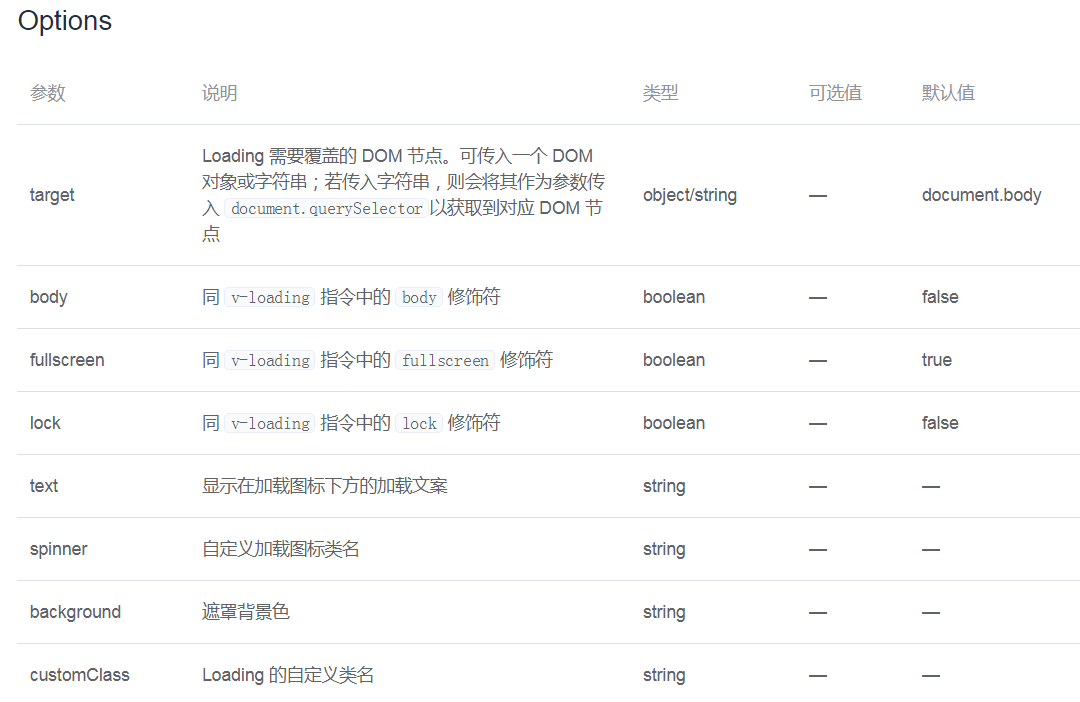 Options
参数 说明 类型 可选值 默认值
Loading 需要覆盖的 DOM 节点。可传入一个 DOM
对象或字符串；若传入字符串，则会将其作为参数传
target object/string — document.body
入 document.querySelector 以获取到对应 DOM 节
点
body 同 v-loading 指令中的 body 修饰符 boolean — false
fullscreen 同 v-loading 指令中的 fullscreen 修饰符 boolean — true
lock 同 v-loading 指令中的 lock 修饰符 boolean — false
text 显示在加载图标下方的加载文案 string — —
spinner 自定义加载图标类名 string — —
background 遮罩背景色 string — —
customClass Loading 的自定义类名 string — —